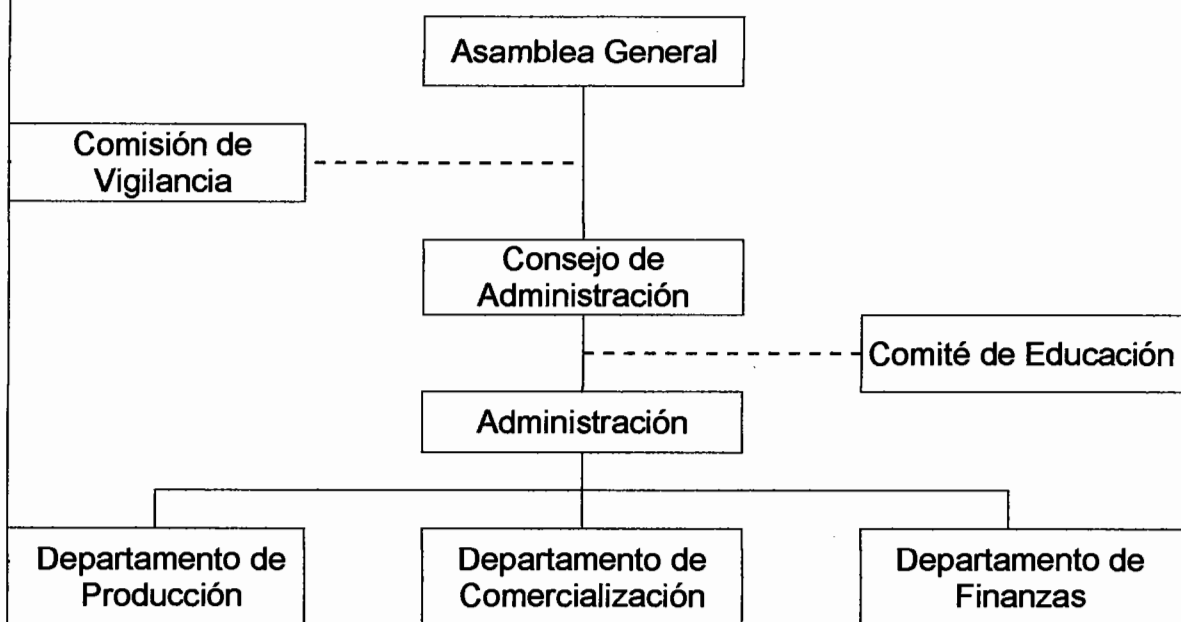 Asamblea General
Comisión de
Vigilancia
Consejo de
Administración
Comité de Educación
Administración
Departamento de
Producción
Departamento de
Comercialización
Departamento de
Finanzas